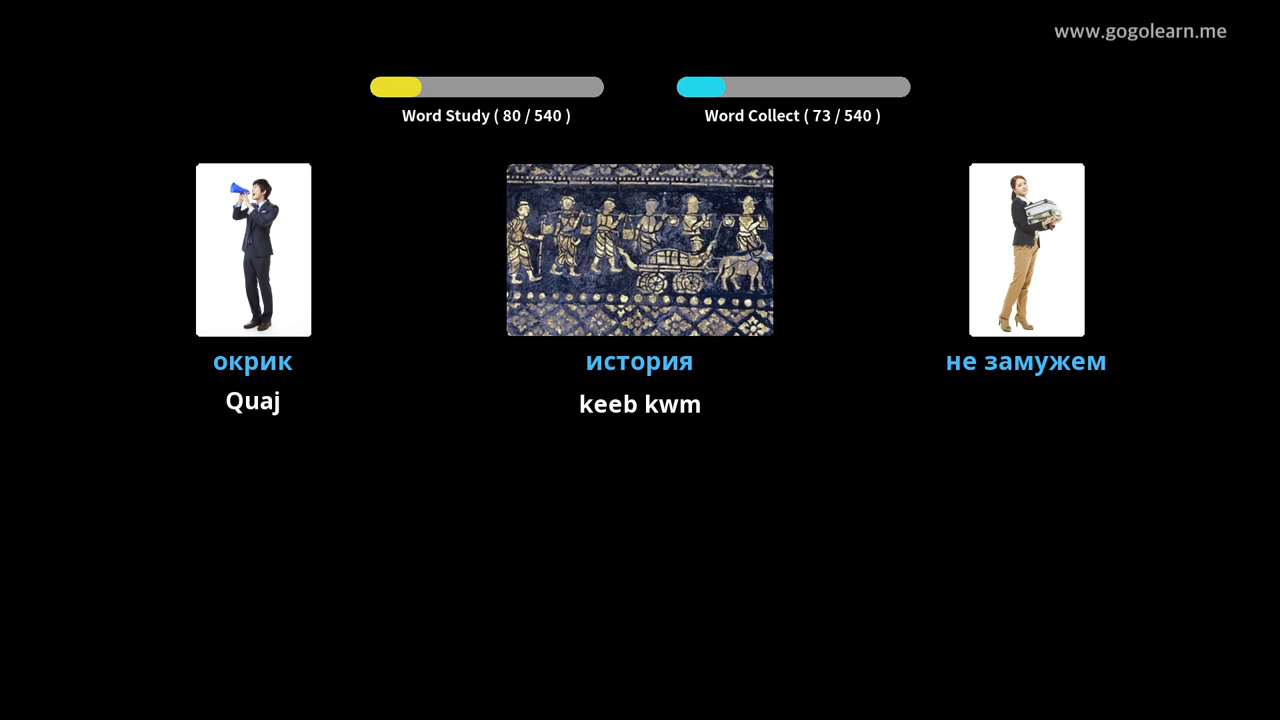 www.gogolearn.me
Word Study ( 80 / 540 )
Word Collect ( 73 / 540 )
окрик
история
не замужем
Quaj
keeb kwm